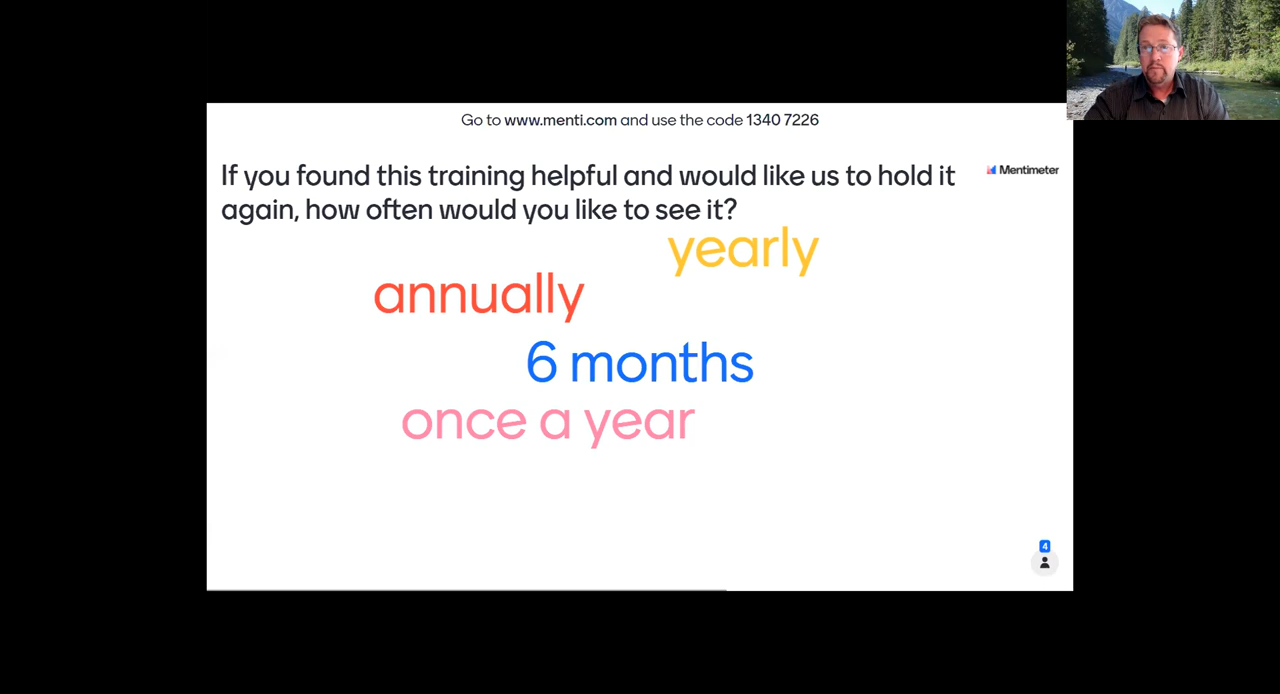 Go to www.menti.com and use the code 1340 7226
If you found this training helpful and would like us to hold it
again, how often would you like to see it?
Mentimeter
yearly
annually
6 months
once a year
4